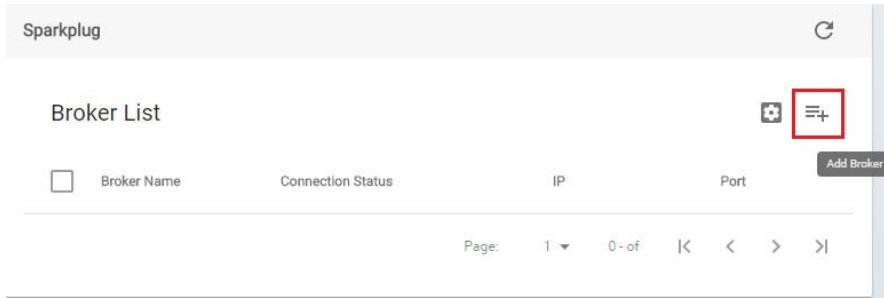 Sparkplug
Broker List
Add Broker
Broker Name Connection Status IP Port
Page: 1 0 - of